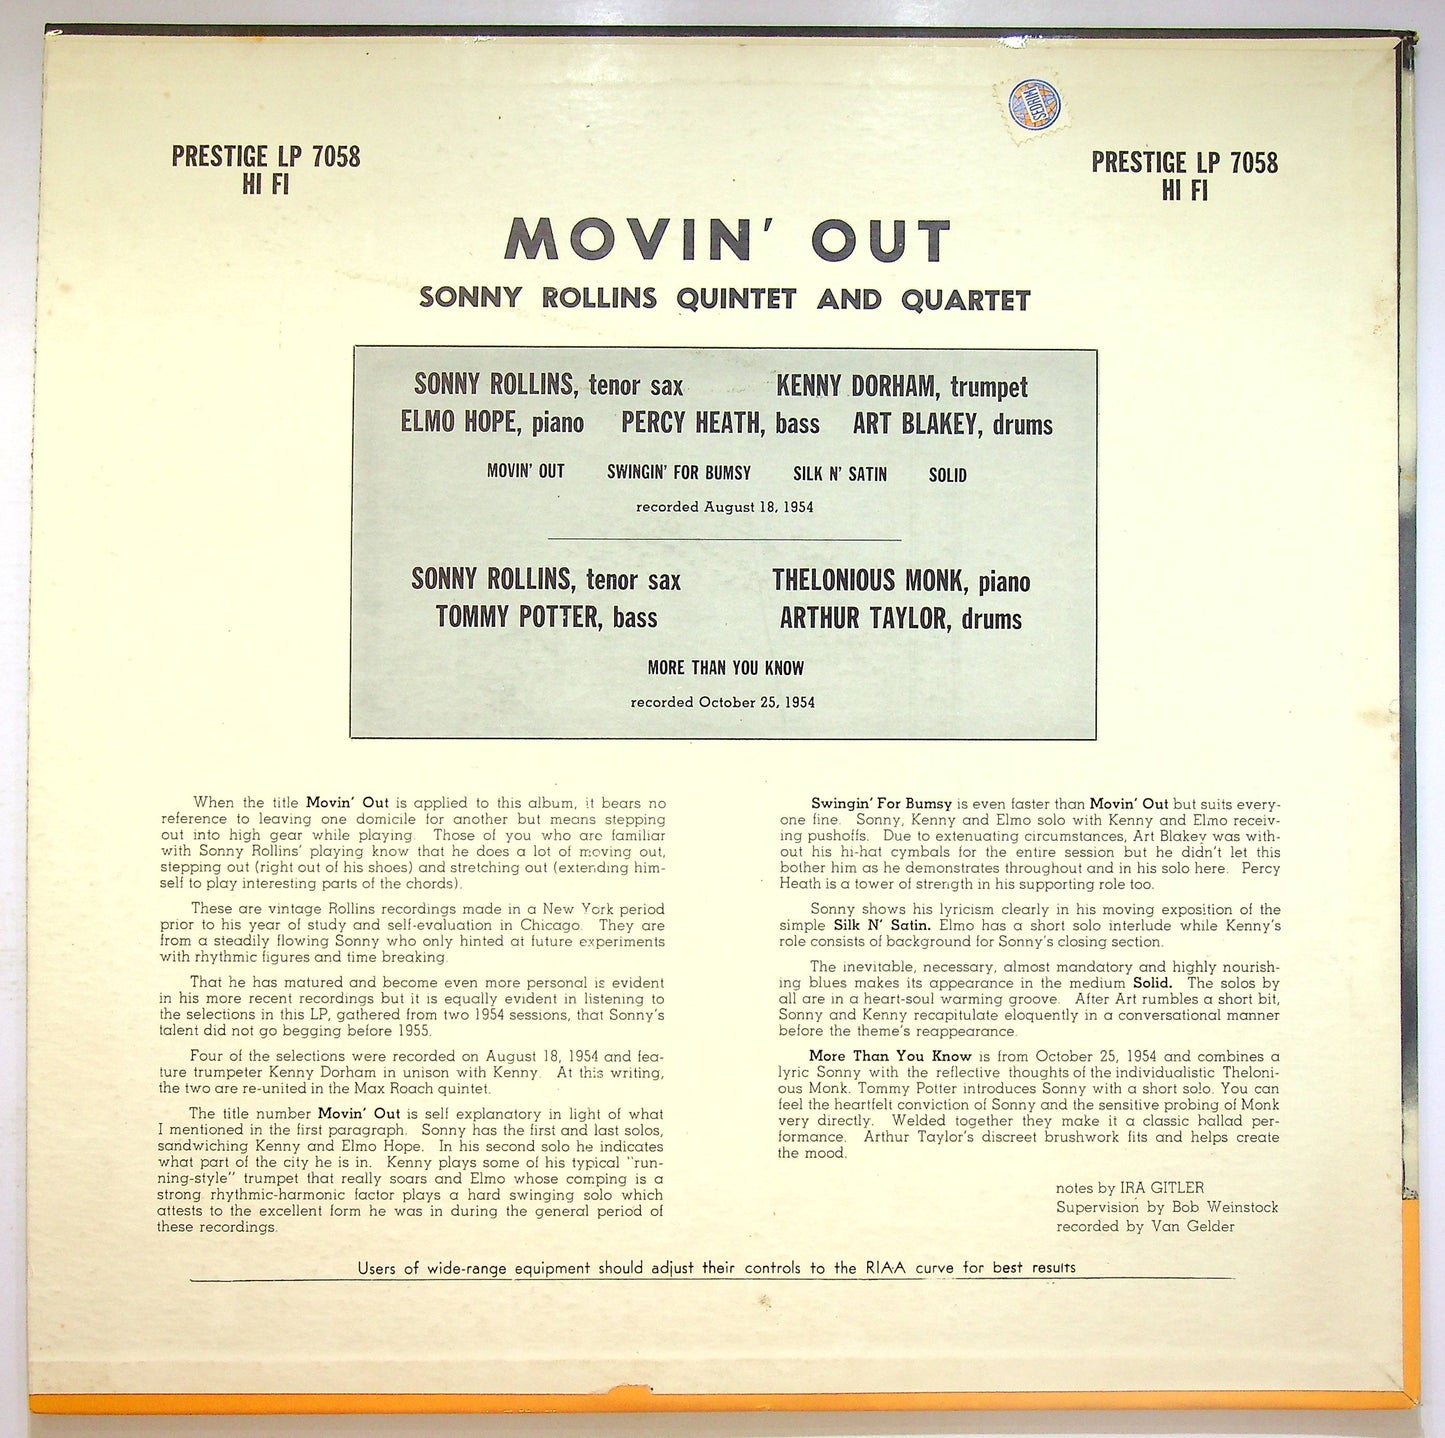 SEDRIM
PRESTIGE LP 7058
HI FI
PRESTIGE LP 7058
HI FI
MOVIN' OUT
SONNY ROLLINS QUINTET AND QUARTET
SONNY ROLLINS, tenor sax KENNY DORHAM, trumpet
ELMO HOPE, piano PERCY HEATH, bass ART BLAKEY, drums
MOVIN' OUT SWINGIN' FOR BUMSY SILK N' SATIN SOLID
recorded August 18, 1954
SONNY ROLLINS, tenor sax THELONIOUS MONK, piano
TOMMY POTTER, bass ARTHUR TAYLOR, drums
MORE THAN YOU KNOW
recorded October 25, 1954
When the title Movin' Out is applied to this album, it bears no
reference to leaving one domicile for another but means stepping
out into high gear while playing. Those of you who are familiar
with Sonny Rollins' playing know that he does a lot of moving out,
stepping out (right out of his shoes) and stretching out (extending him-
self to play interesting parts of the chords).
These are vintage Rollins recordings made in a New York period
prior to his year of study and self-evaluation in Chicago. They are
from a steadily flowing Sonny who only hinted at future experiments
with rhythmic figures and time breaking.
That he has matured and become even more personal is evident
in his more recent recordings but it is equally evident in listening to
the selections in this LP, gathered from two 1954 sessions, that Sonny's
talent did not go begging before 1955.
Four of the selections were recorded on August 18, 1954 and fea-
ture trumpeter Kenny Dorham in unison with Kenny. At this writing,
the two are re-united in the Max Roach quintet.
The title number Movin' Out is self explanatory in light of what
I mentioned in the first paragraph. Sonny has the first and last solos,
sandwiching Kenny and Elmo Hope. In his second solo he indicates
what part of the city he is in. Kenny plays some of his typical "run-
ning-style" trumpet that really soars and Elmo whose comping is a
strong rhythmic-harmonic factor plays a hard swinging solo which
attests to the excellent form he was in during the general period of
these recordings.
Swingin' For Bumsy is even faster than Movin' Out but suits every-
one fine. Sonny, Kenny and Elmo solo with Kenny and Elmo receiv-
ing pushoffs. Due to extenuating circumstances, Art Blakey was with-
out his hi-hat cymbals for the entire session but he didn't let this
bother him as he demonstrates throughout and in his solo here. Percy
Heath is a tower of strength in his supporting role too.
Sonny shows his lyricism clearly in his moving exposition of the
simple Silk N' Satin. Elmo has a short solo interlude while Kenny's
role consists of background for Sonny's closing section.
The inevitable, necessary, almost mandatory and highly nourish-
ing blues makes its appearance in the medium Solid. The solos by
all are in a heart-soul warming groove. After Art rumbles a short bit,
Sonny and Kenny recapitulate eloquently in a conversational manner
before the theme's reappearance.
More Than You Know is from October 25, 1954 and combines a
lyric Sonny with the reflective thoughts of the individualistic Theloni-
ous Monk. Tommy Potter introduces Sonny with a short solo. You can
feel the heartfelt conviction of Sonny and the sensitive probing of Monk
very directly. Welded together they make it a classic ballad per-
formance. Arthur Taylor's discreet brushwork fits and helps create
the mood.
notes by IRA GITLER
Supervision by Bob Weinstock
recorded by Van Gelder
Users of wide-range equipment should adjust their controls to the RIAA curve for best results